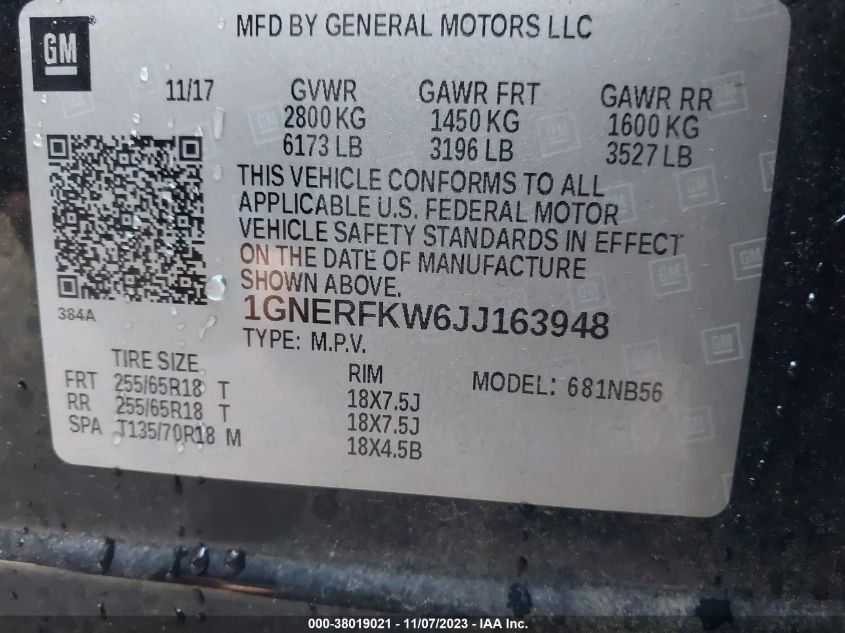 GM
MFD BY GENERAL MOTORS LLC
11/17 GVWR GAWR FRT GAWR RR
2800 KG 1450 KG 1600 KG
6173 LB 3196 LB 3527 LB
THIS VEHICLE CONFORMS TO ALL
APPLICABLE U.S. FEDERAL MOTOR
VEHICLE SAFETY STANDARDS IN EFFECT
ON THE DATE OF MANUFACTURE
SHOWN ABOVE.
384A
1GNERFKW6JJ163948
TYPE: M.P.V.
TIRE SIZE RIM MODEL: 681NB56
FRT 255/65R18 T 18X7.5J
RR 255/65R18 T 18X7.5J
SPA T135/70R18 M 18X4.5B
000-38019021 - 11/07/2023 - IAA Inc.